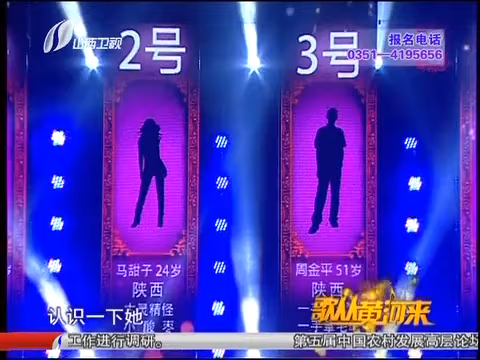 山西卫视
2号
3号
报名电话
0351-4195656
马甜子 24岁
陕西
周金平 51岁
陕西
认识一下她
歌从黄河来
工作进行调研。
第五届中国农村发展高层论坛